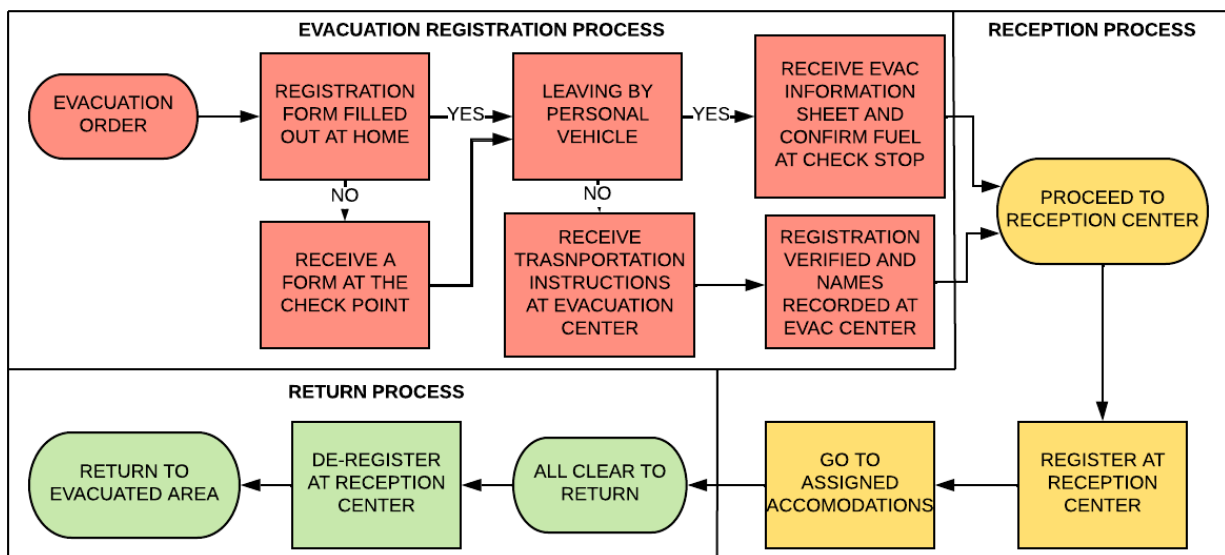 EVACUATION REGISTRATION PROCESS
RECEPTION PROCESS
EVACUATION
ORDER
REGISTRATION
FORM FILLED
OUT AT HOME
YES
LEAVING BY
PERSONAL
VEHICLE
YES
RECEIVE EVAC
INFORMATION
SHEET AND
CONFIRM FUEL
AT CHECK STOP
NO
NO
RECEIVE A
FORM AT THE
CHECK POINT
RECEIVE
TRASNPORTATION
INSTRUCTIONS
AT EVACUATION
CENTER
REGISTRATION
VERIFIED AND
NAMES
RECORDED AT
EVAC CENTER
PROCEED TO
RECEPTION CENTER
RETURN PROCESS
RETURN TO
EVACUATED AREA
DE-REGISTER
AT RECEPTION
CENTER
ALL CLEAR TO
RETURN
GO TO
ASSIGNED
ACCOMODATIONS
REGISTER AT
RECEPTION
CENTER